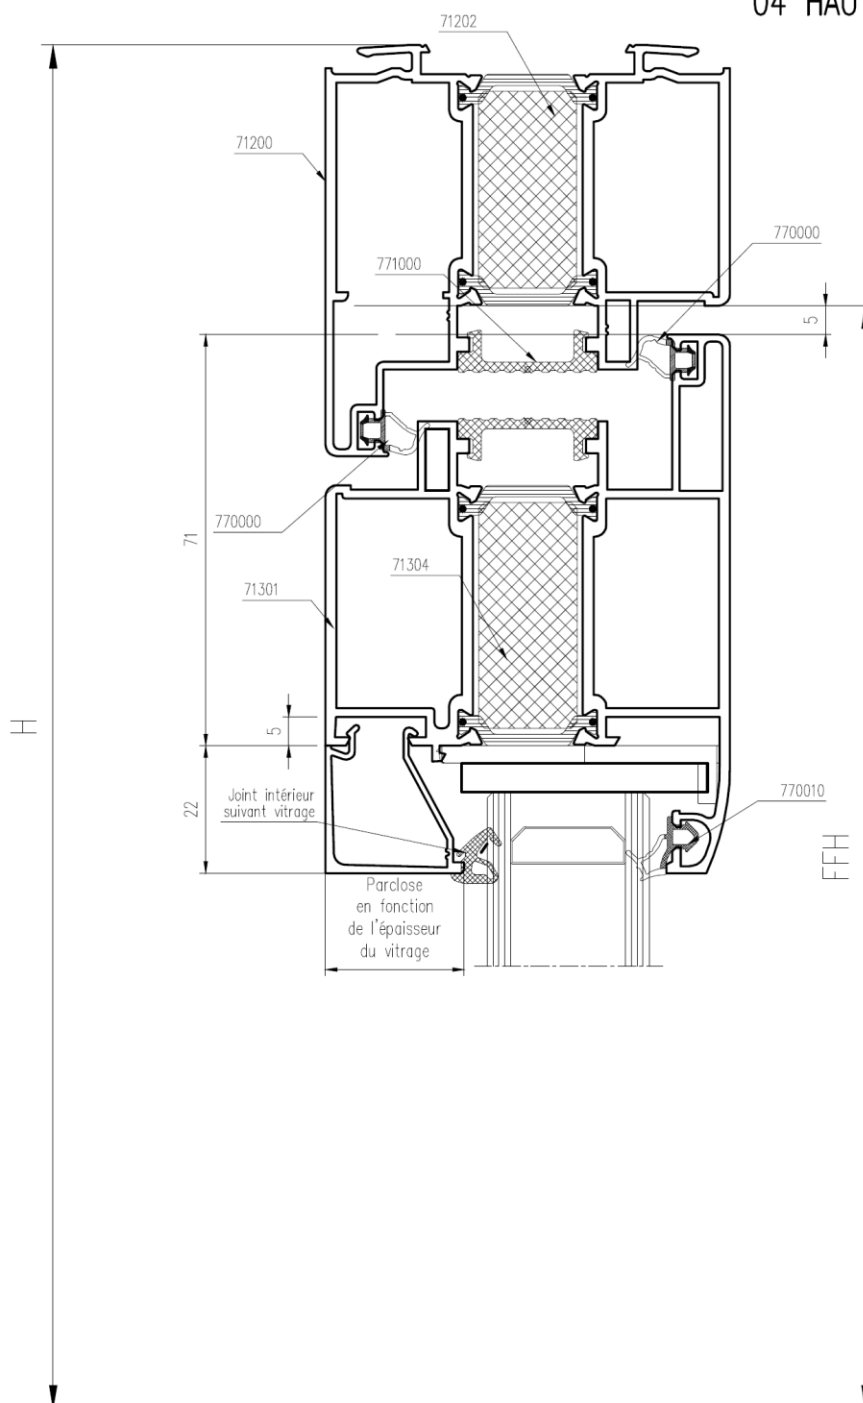 04 HAU
71202
71200
770000
771000
5
71
770000
71304
71301
H
5
22
Joint intérieur
suivant vitrage
770010
FFH
Parclose
en fonction
de l'épaisseur
du vitrage